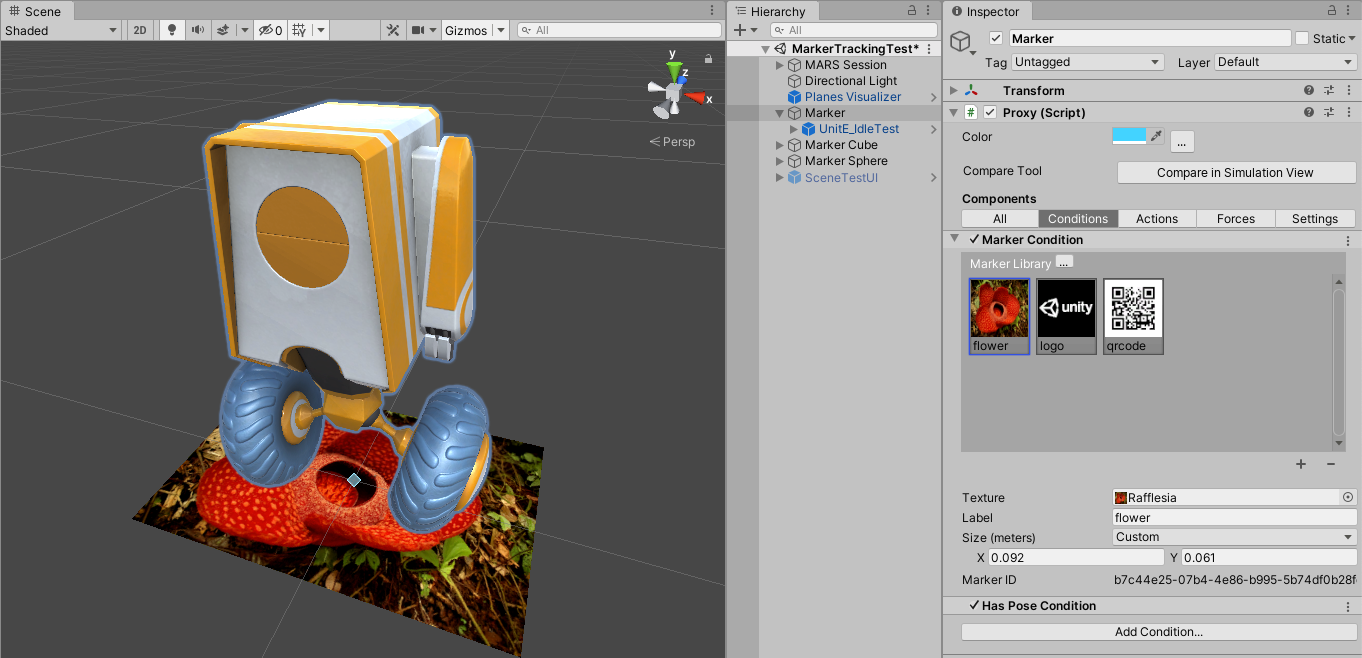 Scene
Shaded
2D
0
Gizmos
All
y
z
x
Persp
Hierarchy
All
MarkerTrackingTest*
MARS Session
Directional Light
Planes Visualizer
Marker
UnitE_IdleTest
Marker Cube
Marker Sphere
SceneTestUI
Inspector
Marker
Static
Tag Untagged
Layer Default
Transform
# Proxy (Script)
Color
...
Compare Tool
Compare in Simulation View
Components
All Conditions Actions Forces Settings
Marker Condition
Marker Library ...
unity
flower logo qrcode
+ −
Texture Rafflesia
Label flower
Size (meters) Custom
X 0.092 Y 0.061
Marker ID b7c44e25-07b4-4e86-b995-5b74df0b28f
Has Pose Condition
Add Condition...